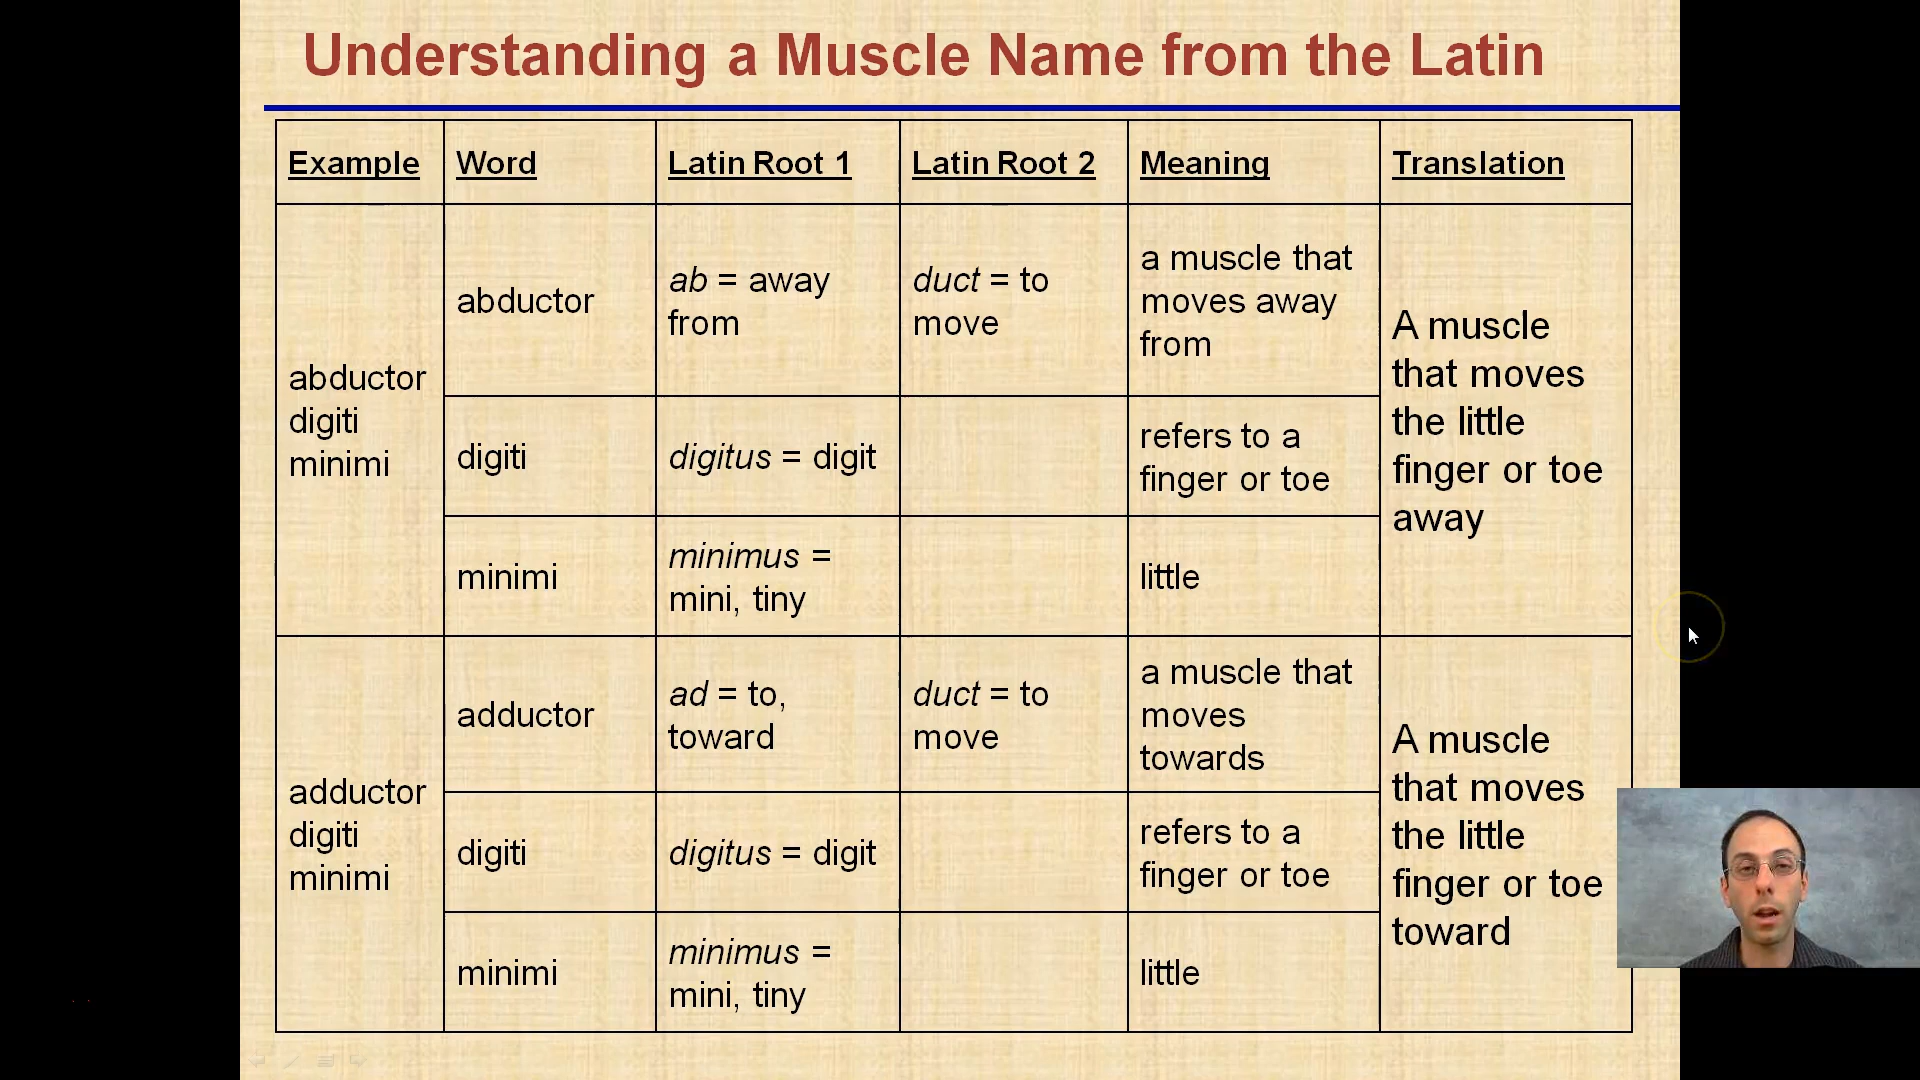 Understanding a Muscle Name from the Latin
Example
Word
Latin Root 1
Latin Root 2
Meaning
Translation
abductor
digiti
minimi
abductor
ab = away
from
duct = to
move
a muscle that
moves away
from
A muscle
that moves
the little
finger or toe
away
digiti
digitus = digit
refers to a
finger or toe
minimi
minimus =
mini, tiny
little
adductor
digiti
minimi
adductor
ad = to,
toward
duct = to
move
a muscle that
moves
towards
A muscle
that moves
the little
finger or toe
toward
digiti
digitus = digit
refers to a
finger or toe
minimi
minimus =
mini, tiny
little